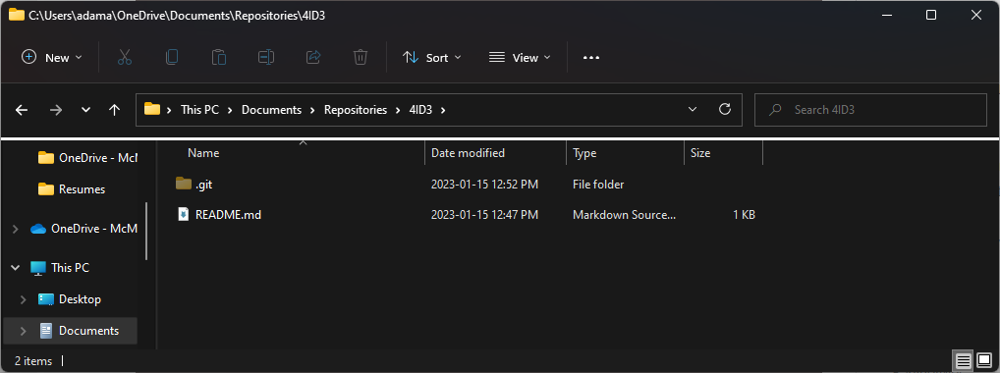 C:\Users\adama\OneDrive\Documents\Repositories\4ID3
New Sort View
This PC Documents Repositories 4ID3 Search 4ID3
Name Date modified Type Size
OneDrive - McM
.git 2023-01-15 12:52 PM File folder
Resumes
README.md 2023-01-15 12:47 PM Markdown Source... 1 KB
OneDrive - McM
This PC
Desktop
Documents
2 items